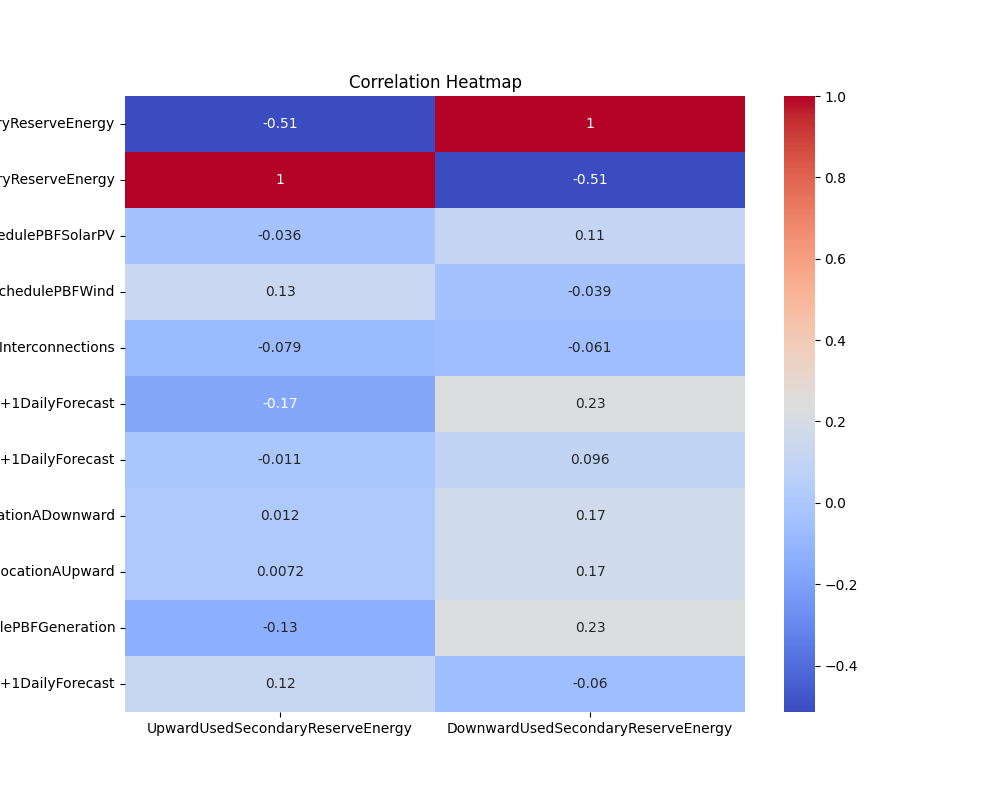 Correlation Heatmap
ryReserveEnergy -0.51 1
ryReserveEnergy 1 -0.51
edulePBFSolarPV -0.036 0.11
chedulePBFWind 0.13 -0.039
Interconnections -0.079 -0.061
+1DailyForecast -0.17 0.23
+1DailyForecast -0.011 0.096
ationADownward 0.012 0.17
ocationAUpward 0.0072 0.17
lePBFGeneration -0.13 0.23
+1DailyForecast 0.12 -0.06
UpwardUsedSecondaryReserveEnergy DownwardUsedSecondaryReserveEnergy
1.0
0.8
0.6
0.4
0.2
0.0
−0.2
−0.4